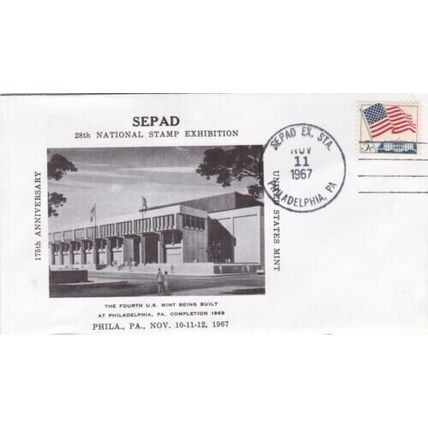 SEPAD
28th NATIONAL STAMP EXHIBITION
175th ANNIVERSARY
UNITED STATES MINT
THE FOURTH U.S. MINT BEING BUILT
AT PHILADELPHIA, PA. COMPLETION 1968
PHILA., PA., NOV. 10-11-12, 1967
SEPAD EX. STA.
NOV
11
1967
PHILADELPHIA, PA